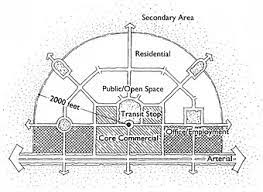 Secondary Area
Residential
Public/Open Space
2000 feet
Transit Stop
Core Commercial
Office/Employment
Arterial